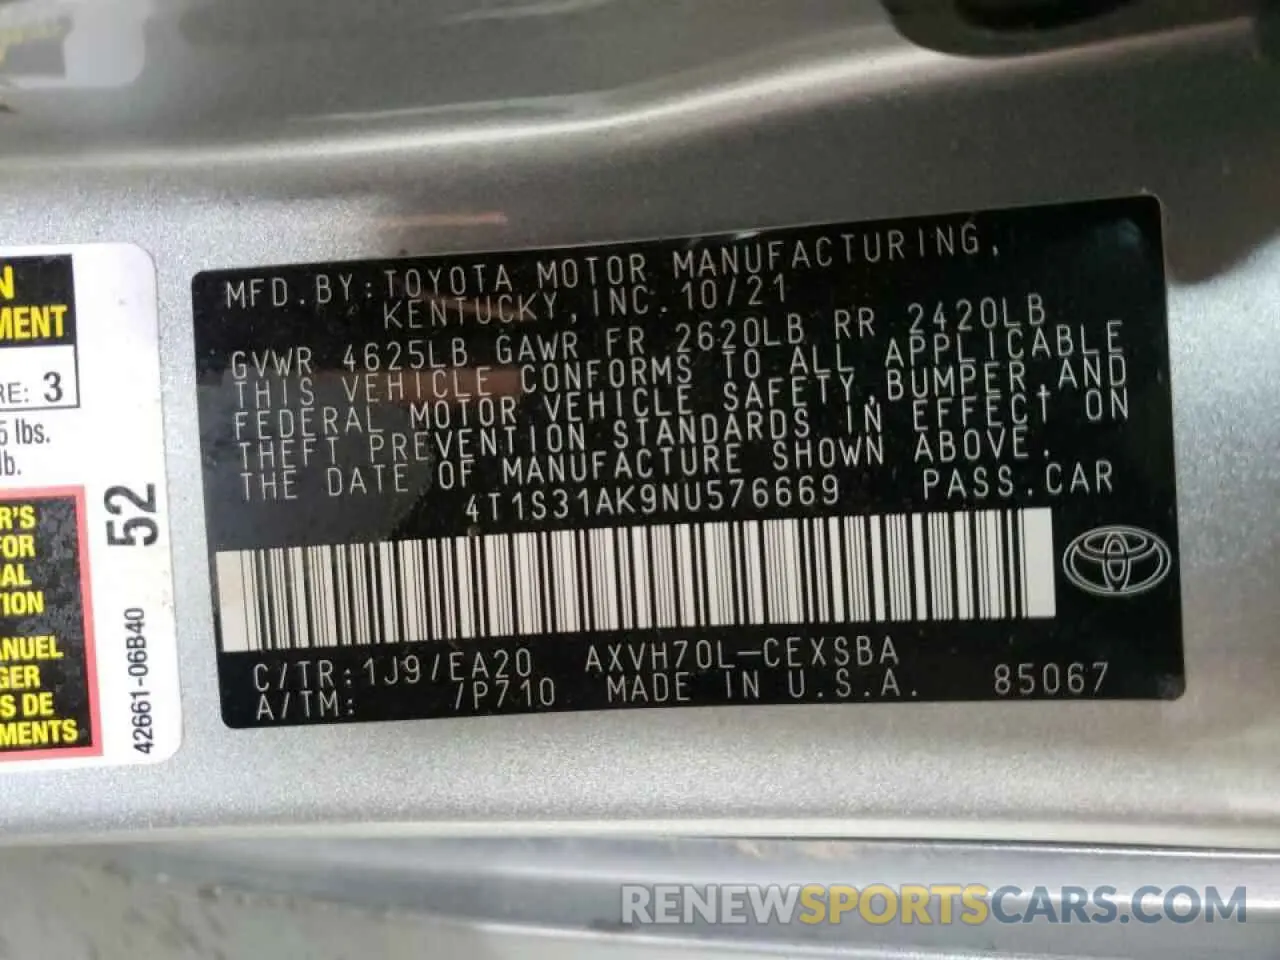 MFD.BY:TOYOTA MOTOR MANUFACTURING,
KENTUCKY,INC.10/21
GVWR 4625LB GAWR FR 2620LB RR 2420LB
THIS VEHICLE CONFORMS TO ALL APPLICABLE
FEDERAL MOTOR VEHICLE SAFETY,BUMPER,AND
THEFT PREVENTION STANDARDS IN EFFECT ON
THE DATE OF MANUFACTURE SHOWN ABOVE.
4T1S31AK9NU576669 PASS.CAR
C/TR:1J9/EA20 AXVH70L-CEXSBA
A/TM: /P710 MADE IN U.S.A. 85067
N
MENT
RE: 3
5 lbs.
lb.
R'S
FOR
AL
TION
ANUEL
GER
S DE
MENTS
52
42661-06B40
RENEWSPORTSCARS.COM